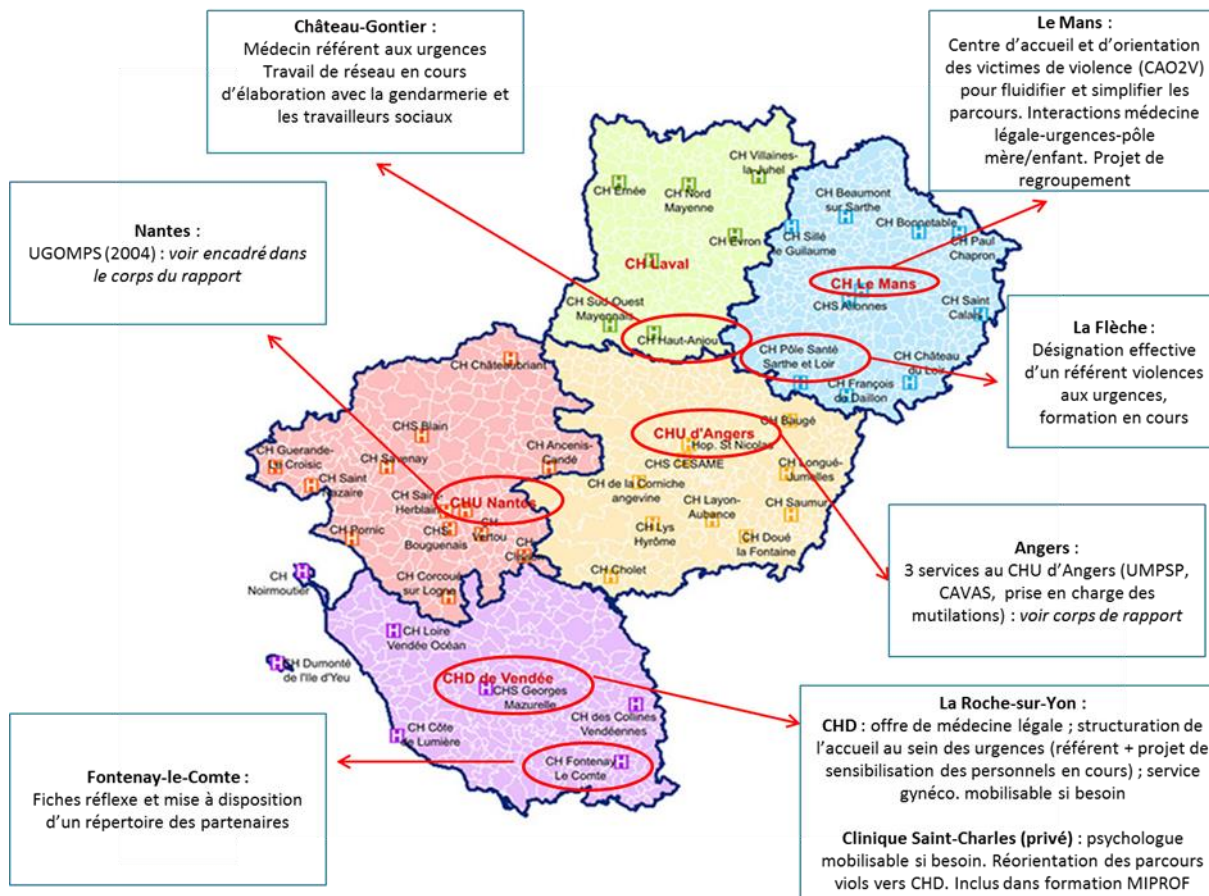 Château-Gontier :
Médecin référent aux urgences
Travail de réseau en cours
d'élaboration avec la gendarmerie et
les travailleurs sociaux
Le Mans :
Centre d'accueil et d'orientation
des victimes de violence (CAO2V)
pour fluidifier et simplifier les
parcours. Interactions médecine
légale-urgences-pôle
mère/enfant. Projet de
regroupement
Nantes :
UGOMPS (2004) : voir encadré dans
le corps du rapport
La Flèche :
Désignation effective
d'un référent violences
aux urgences,
formation en cours
Angers :
3 services au CHU d'Angers (UMPSP,
CAVAS, prise en charge des
mutilations) : voir corps de rapport
Fontenay-le-Comte :
Fiches réflexe et mise à disposition
d'un répertoire des partenaires
La Roche-sur-Yon :
CHD : offre de médecine légale ; structuration de
l'accueil au sein des urgences (référent + projet de
sensibilisation des personnels en cours) ; service
gynéco. mobilisable si besoin
Clinique Saint-Charles (privé) : psychologue
mobilisable si besoin. Réorientation des parcours
viols vers CHD. Inclus dans formation MIPROF
CH Villaines-
la-Juhel
CH Ernée
CH Nord
Mayenne
CH Evron
CH Laval
CH Sud-Ouest
Mayennais
CH Haut-Anjou
CH Beaumont
sur Sarthe
CH Bonnetable
CH Sillé
le Guillaume
CH Paul
Chapron
CH Le Mans
CHS Allonnes
CH Saint
Calais
CH Pôle Santé
Sarthe et Loir
CH Château
du Loir
CH François
du Daillon
CH Châteaubriant
CHS Blain
CH Guerande-
Le Croisic
CH Savenay
CH Ancenis-
Candé
CH Saint
Nazaire
CH Saint-
Herblain
CHU Nantes
CH Pornic
CHS
Bouguenais
CH
Vertou
CH
CH Corcoué
sur Logne
CHU d'Angers
CH Baugé
Hop. St Nicolas
CHS CESAME
CH de la Corniche
angevine
CH Longué-
Jumelles
CH Layon-
Aubance
CH Saumur
CH Lys
Hyrôme
CH Doué
la Fontaine
CH Cholet
CH
Noirmoutier
CH Loire
Vendée Océan
CH Dumonté
de l'Ile d'Yeu
CHD de Vendée
CHS Georges
Mazurelle
CH des Collines
Vendéennes
CH Côte
de Lumière
CH Fontenay
Le Comte